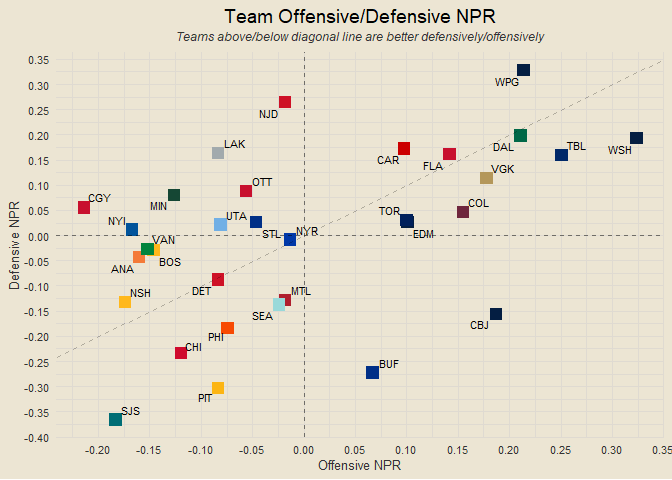 Team Offensive/Defensive NPR
Teams above/below diagonal line are better defensively/offensively
0.35
0.30
0.25
0.20
0.15
0.10
0.05
0.00
-0.05
-0.10
-0.15
-0.20
-0.25
-0.30
-0.35
-0.40
Defensive NPR
WPG
NJD
LAK
CAR
FLA
DAL
TBL
WSH
VGK
OTT
CGY
MIN
NYI
UTA
STL
NYR
TOR
EDM
COL
VAN
BOS
ANA
NSH
DET
MTL
SEA
PHI
CHI
PIT
SJS
CBJ
BUF
-0.20 -0.15 -0.10 -0.05 0.00 0.05 0.10 0.15 0.20 0.25 0.30 0.35
Offensive NPR